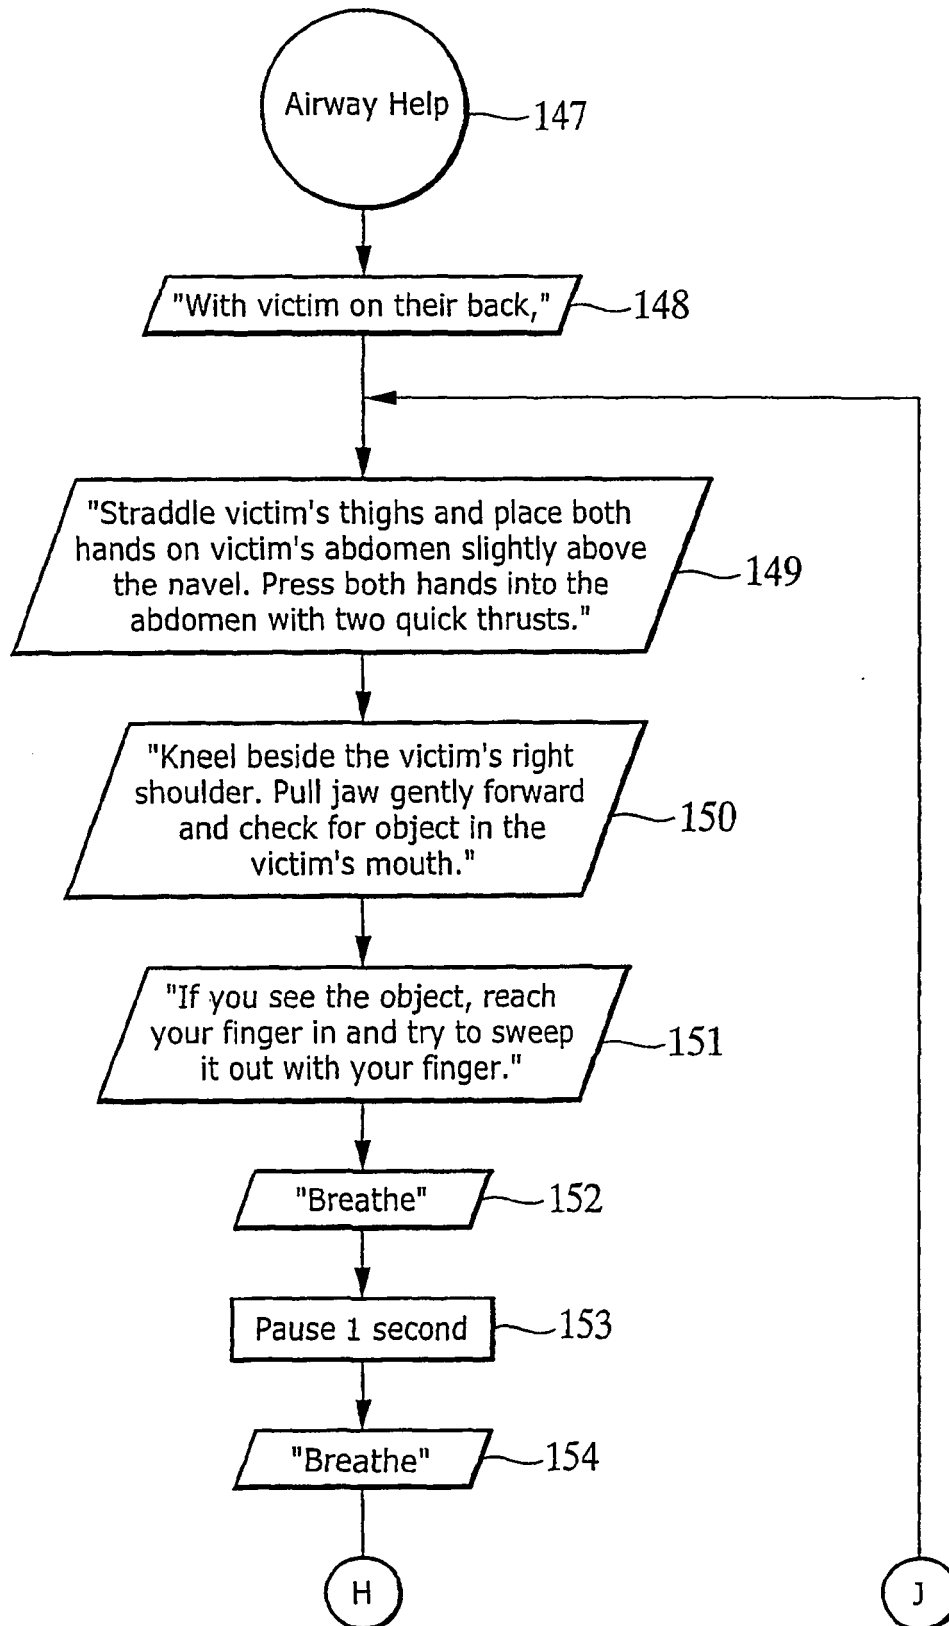 Airway Help
147
"With victim on their back,"
148
"Straddle victim's thighs and place both
hands on victim's abdomen slightly above
the navel. Press both hands into the
abdomen with two quick thrusts."
149
"Kneel beside the victim's right
shoulder. Pull jaw gently forward
and check for object in the
victim's mouth."
150
"If you see the object, reach
your finger in and try to sweep
it out with your finger."
151
"Breathe"
152
Pause 1 second
153
"Breathe"
154
H
J